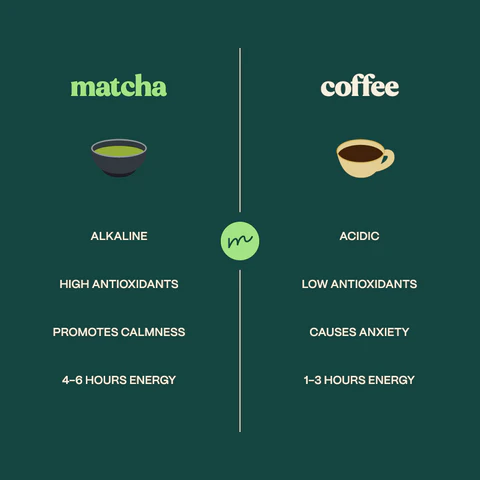 matcha
coffee
m
ALKALINE
ACIDIC
HIGH ANTIOXIDANTS
LOW ANTIOXIDANTS
PROMOTES CALMNESS
CAUSES ANXIETY
4-6 HOURS ENERGY
1-3 HOURS ENERGY